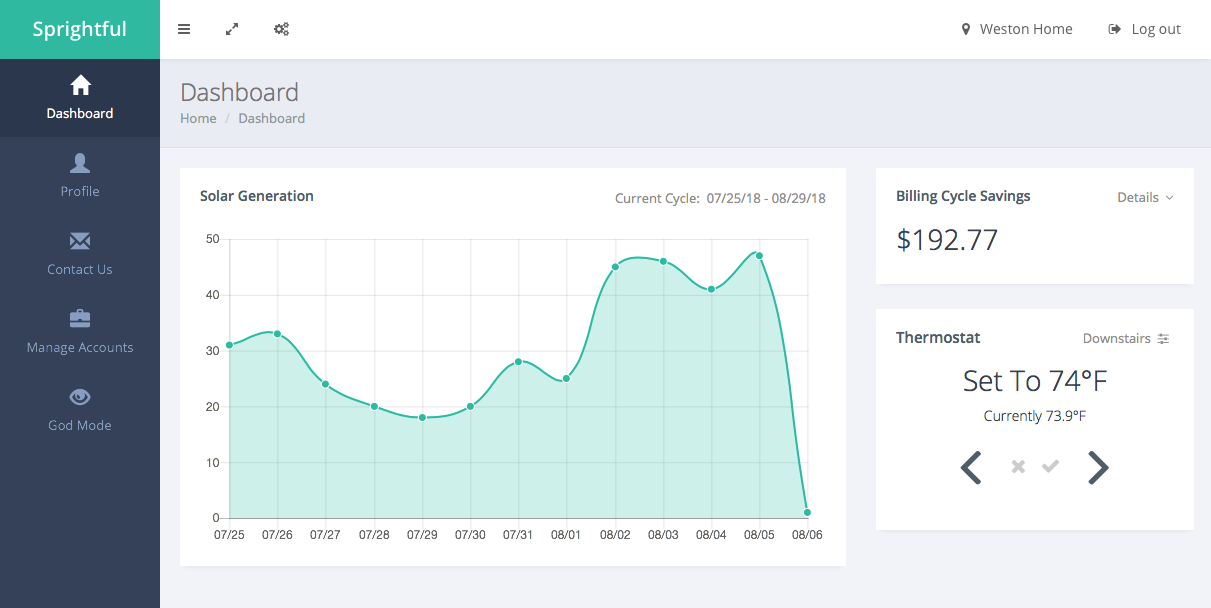 Sprightful
Weston Home
Log out
Dashboard
Profile
Contact Us
Manage Accounts
God Mode
Dashboard
Home / Dashboard
Solar Generation
Current Cycle: 07/25/18 - 08/29/18
50
40
30
20
10
0
07/25 07/26 07/27 07/28 07/29 07/30 07/31 08/01 08/02 08/03 08/04 08/05 08/06
Billing Cycle Savings
Details
$192.77
Thermostat
Downstairs
Set To 74°F
Currently 73.9°F